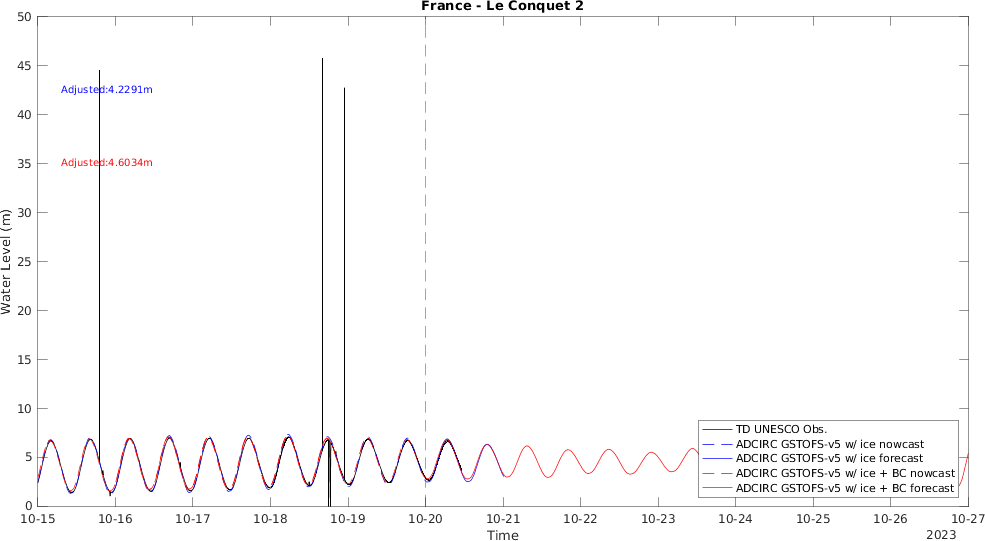 France - Le Conquet 2
50
45
40
35
30
25
20
15
10
5
0
Water Level (m)
Adjusted:4.2291m
Adjusted:4.6034m
TD UNESCO Obs.
ADCIRC GSTOFS-v5 w/ ice nowcast
ADCIRC GSTOFS-v5 w/ ice forecast
ADCIRC GSTOFS-v5 w/ ice + BC nowcast
ADCIRC GSTOFS-v5 w/ ice + BC forecast
10-15 10-16 10-17 10-18 10-19 10-20 10-21 10-22 10-23 10-24 10-25 10-26 10-27
Time
2023